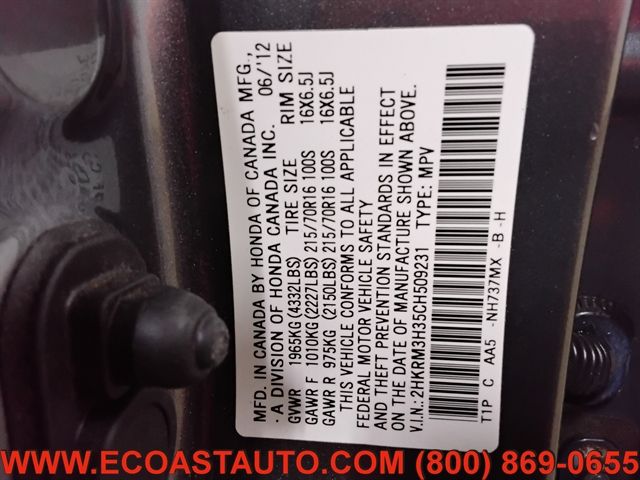 MFD. IN CANADA BY HONDA OF CANADA MFG.,
· A DIVISION OF HONDA CANADA INC. 06/'12
GVWR 1965KG(4332LBS) TIRE SIZE RIM SIZE
GAWR F 1010KG(2227LBS) 215/70R16 100S 16X6.5J
GAWR R 975KG (2150LBS) 215/70R16 100S 16X6.5J
THIS VEHICLE CONFORMS TO ALL APPLICABLE
FEDERAL MOTOR VEHICLE SAFETY
AND THEFT PREVENTION STANDARDS IN EFFECT
ON THE DATE OF MANUFACTURE SHOWN ABOVE.
V.I.N.: 2HKRM3H35CH509231 TYPE: MPV
T1P C AA5 -NH737MX -B -H
WWW.ECOASTAUTO.COM (800) 869-0655